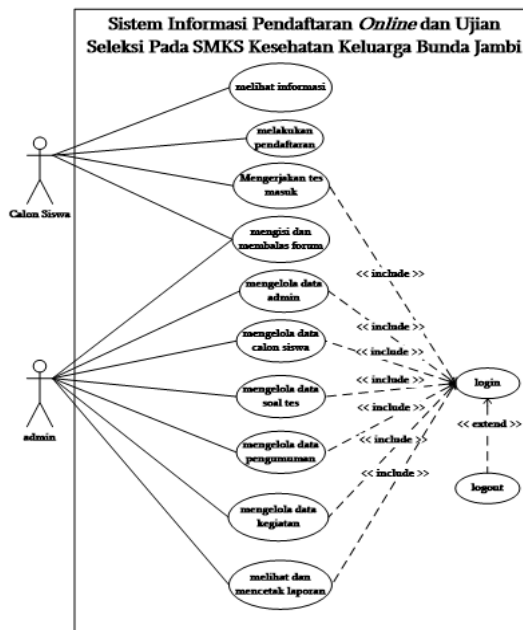 Sistem Informasi Pendaftaran Online dan Ujian
Seleksi Pada SMKS Kesehatan Keluarga Bunda Jambi
melihat informasi
melakukan
pendaftaran
Mengerjakan tes
masuk
Calon Siswa
mengisi dan
membalas forum
<< include >>
mengelola data
admin
<< include >>
mengelola data
calon siswa
<< include >>
<< include >>
login
mengelola data
soal tes
<< include >>
admin
<< extend >>
mengelola data
pengumuman
<< include >>
<< include >>
logout
mengelola data
kegiatan
melihat dan
mencetak laporan